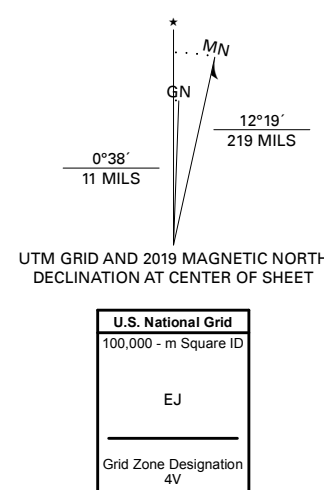 ★
MN
GN
12°19´
219 MILS
0°38´
11 MILS
UTM GRID AND 2019 MAGNETIC NORTH
DECLINATION AT CENTER OF SHEET
U.S. National Grid
100,000 - m Square ID
EJ
Grid Zone Designation
4V